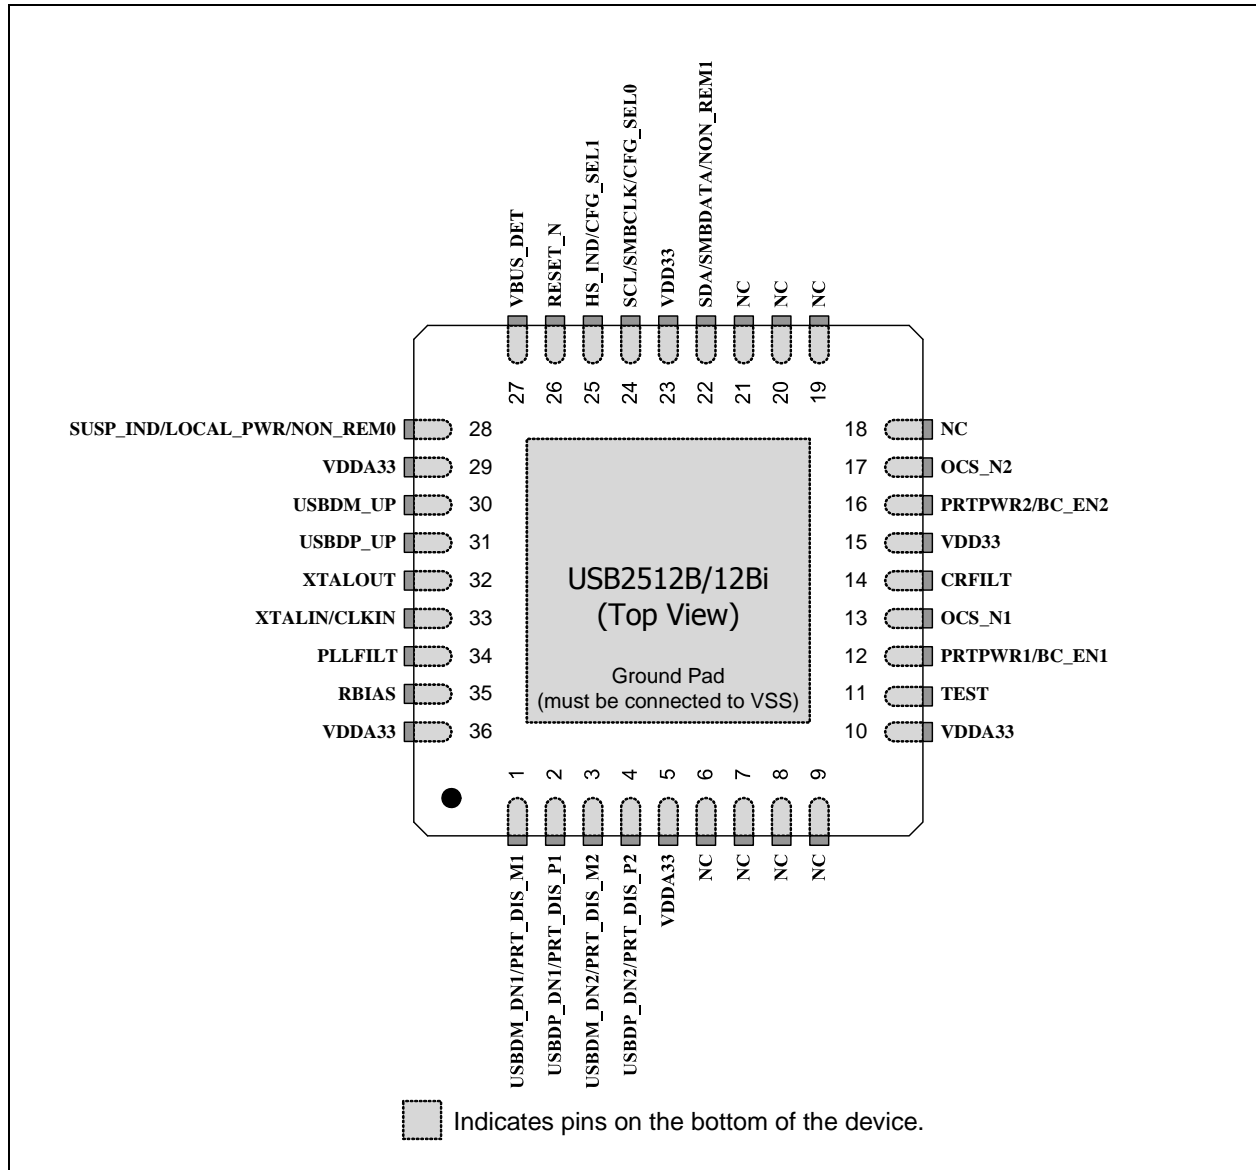 VBUS_DET
RESET_N
HS_IND/CFG_SEL1
SCL/SMBCLK/CFG_SEL0
VDD33
SDA/SMBDATA/NON_REM1
NC
NC
NC
27
26
25
24
23
22
21
20
19
SUSP_IND/LOCAL_PWR/NON_REM0 28
VDDA33 29
USBDM_UP 30
USBDP_UP 31
XTALOUT 32
XTALIN/CLKIN 33
PLLFILT 34
RBIAS 35
VDDA33 36
USB2512B/12Bi
(Top View)
Ground Pad
(must be connected to VSS)
18 NC
17 OCS_N2
16 PRTPWR2/BC_EN2
15 VDD33
14 CRFILT
13 OCS_N1
12 PRTPWR1/BC_EN1
11 TEST
10 VDDA33
1
2
3
4
5
6
7
8
9
USBDM_DN1/PRT_DIS_M1
USBDP_DN1/PRT_DIS_P1
USBDM_DN2/PRT_DIS_M2
USBDP_DN2/PRT_DIS_P2
VDDA33
NC
NC
NC
NC
Indicates pins on the bottom of the device.